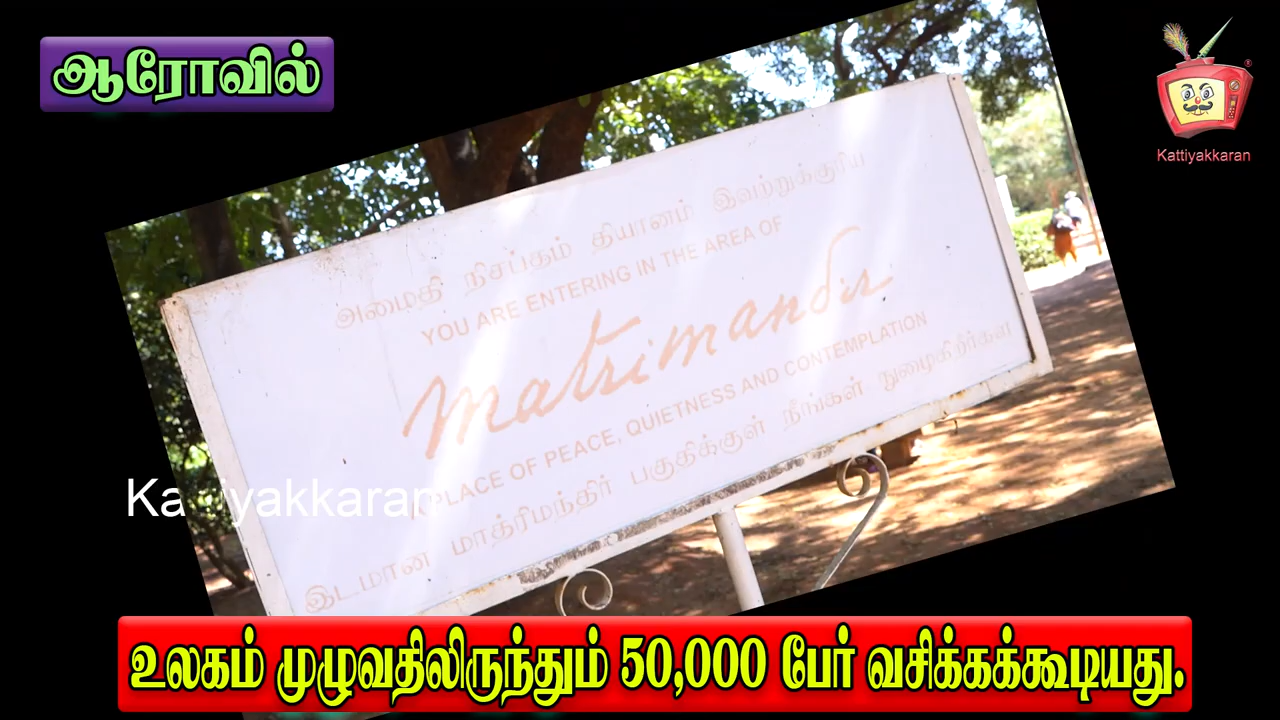 ஆரோவில்
Kattiyakkaran
அமைதி நிசப்தம் தியானம் இவற்றுக்குரிய
YOU ARE ENTERING IN THE AREA OF
Matrimandir
A PLACE OF PEACE, QUIETNESS AND CONTEMPLATION
இடமான மாத்ரிமந்திர் பகுதிக்குள் நீங்கள் நுழைகிறீர்கள்
Kattiyakkaran
உலகம் முழுவதிலிருந்தும் 50,000 பேர் வசிக்கக்கூடியது.